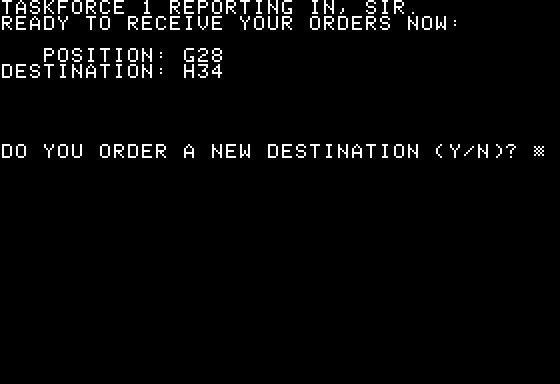 TASKFORCE 1 REPORTING IN, SIR.
READY TO RECEIVE YOUR ORDERS NOW:
POSITION: G28
DESTINATION: H34
DO YOU ORDER A NEW DESTINATION (Y/N)?